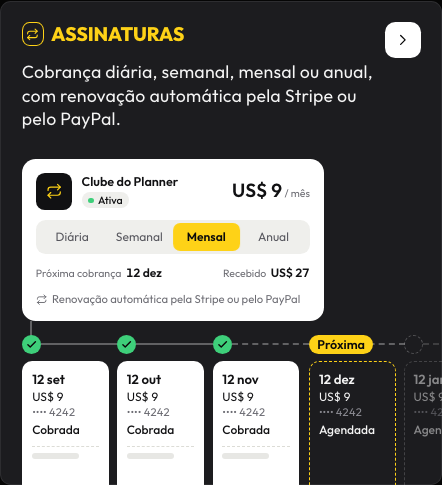 ASSINATURAS
Cobrança diária, semanal, mensal ou anual,
com renovação automática pela Stripe ou
pelo PayPal.
Clube do Planner
Ativa
US$ 9 / mês
Diária Semanal Mensal Anual
Próxima cobrança 12 dez Recebido US$ 27
Renovação automática pela Stripe ou pelo PayPal
Próxima
12 set
US$ 9
•••• 4242
Cobrada
12 out
US$ 9
•••• 4242
Cobrada
12 nov
US$ 9
•••• 4242
Cobrada
12 dez
US$ 9
•••• 4242
Agendada
12
US$ 9